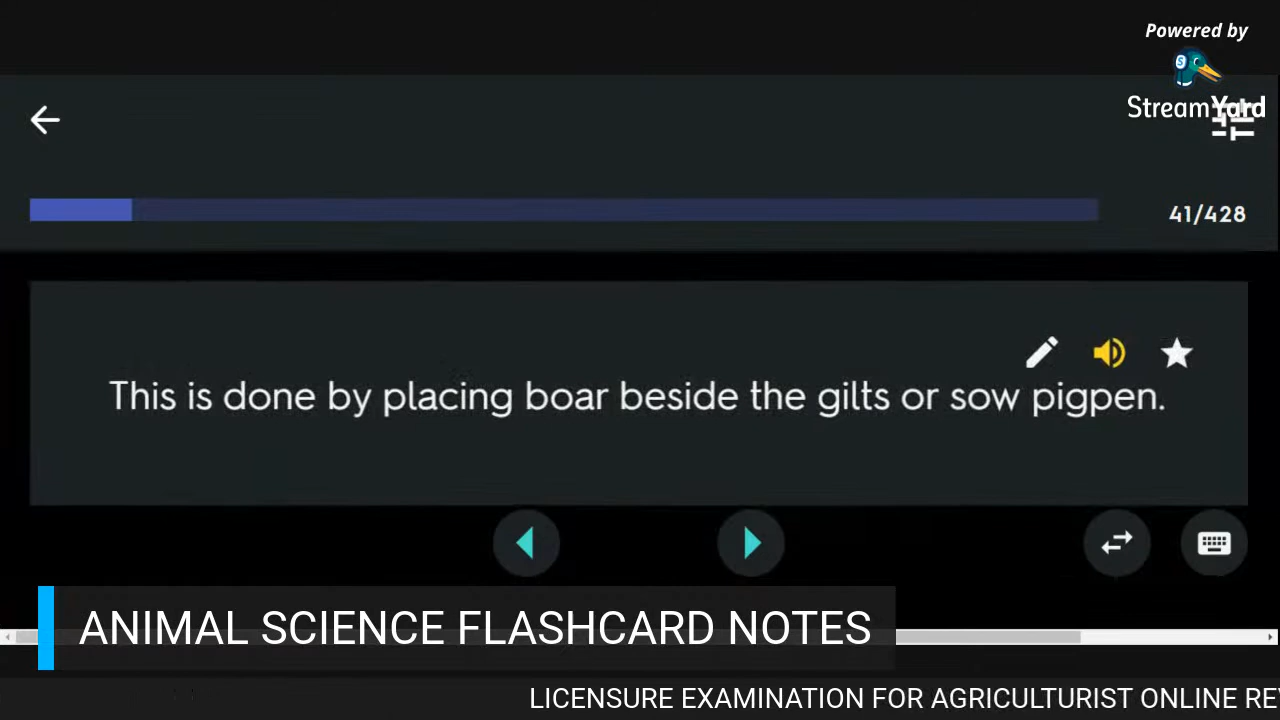 Powered by
StreamYard
41/428
This is done by placing boar beside the gilts or sow pigpen.
ANIMAL SCIENCE FLASHCARD NOTES
LICENSURE EXAMINATION FOR AGRICULTURIST ONLINE RE